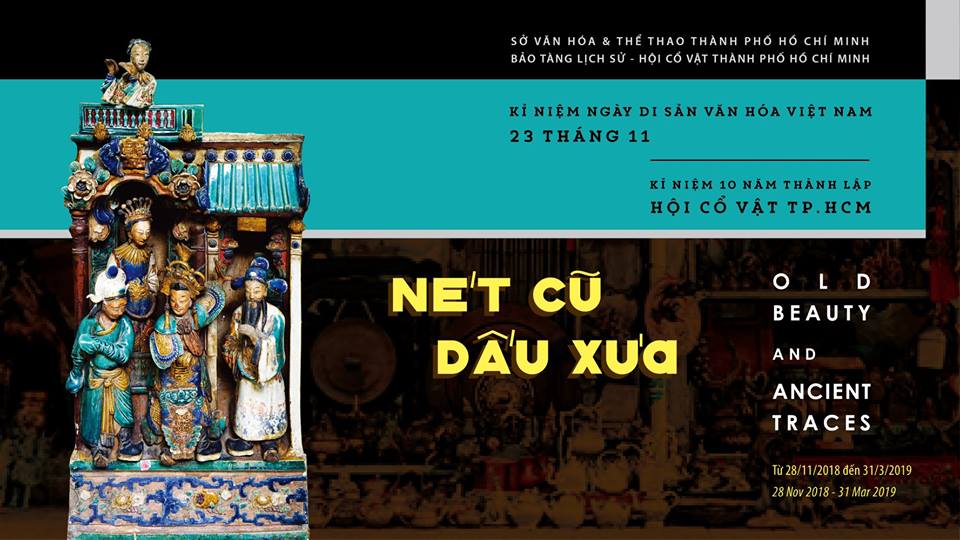 SỞ VĂN HÓA & THỂ THAO THÀNH PHỐ HỒ CHÍ MINH
BẢO TÀNG LỊCH SỬ - HỘI CỔ VẬT THÀNH PHỐ HỒ CHÍ MINH
KỈ NIỆM NGÀY DI SẢN VĂN HÓA VIỆT NAM
23 THÁNG 11
KỈ NIỆM 10 NĂM THÀNH LẬP
HỘI CỔ VẬT TP.HCM
NÉT CŨ
DẤU XƯA
OLD
BEAUTY
AND
ANCIENT
TRACES
Từ 28/11/2018 đến 31/3/2019
28 Nov 2018 - 31 Mar 2019